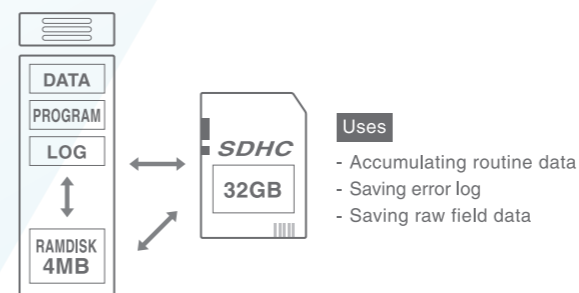 DATA
PROGRAM
LOG
RAMDISK
4MB
SDHC
32GB
Uses
- Accumulating routine data
- Saving error log
- Saving raw field data